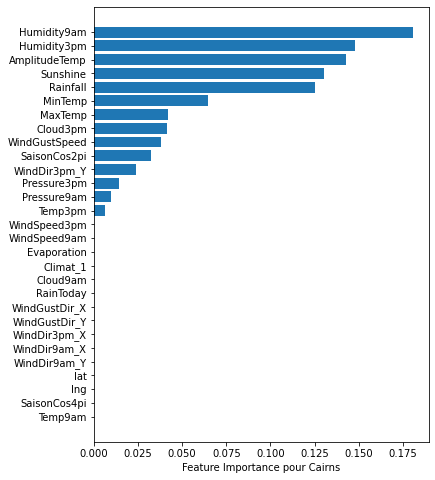 Humidity9am
Humidity3pm
AmplitudeTemp
Sunshine
Rainfall
MinTemp
MaxTemp
Cloud3pm
WindGustSpeed
SaisonCos2pi
WindDir3pm_Y
Pressure3pm
Pressure9am
Temp3pm
WindSpeed3pm
WindSpeed9am
Evaporation
Climat_1
Cloud9am
RainToday
WindGustDir_X
WindGustDir_Y
WindDir3pm_X
WindDir9am_X
WindDir9am_Y
lat
lng
SaisonCos4pi
Temp9am
0.000 0.025 0.050 0.075 0.100 0.125 0.150 0.175
Feature Importance pour Cairns